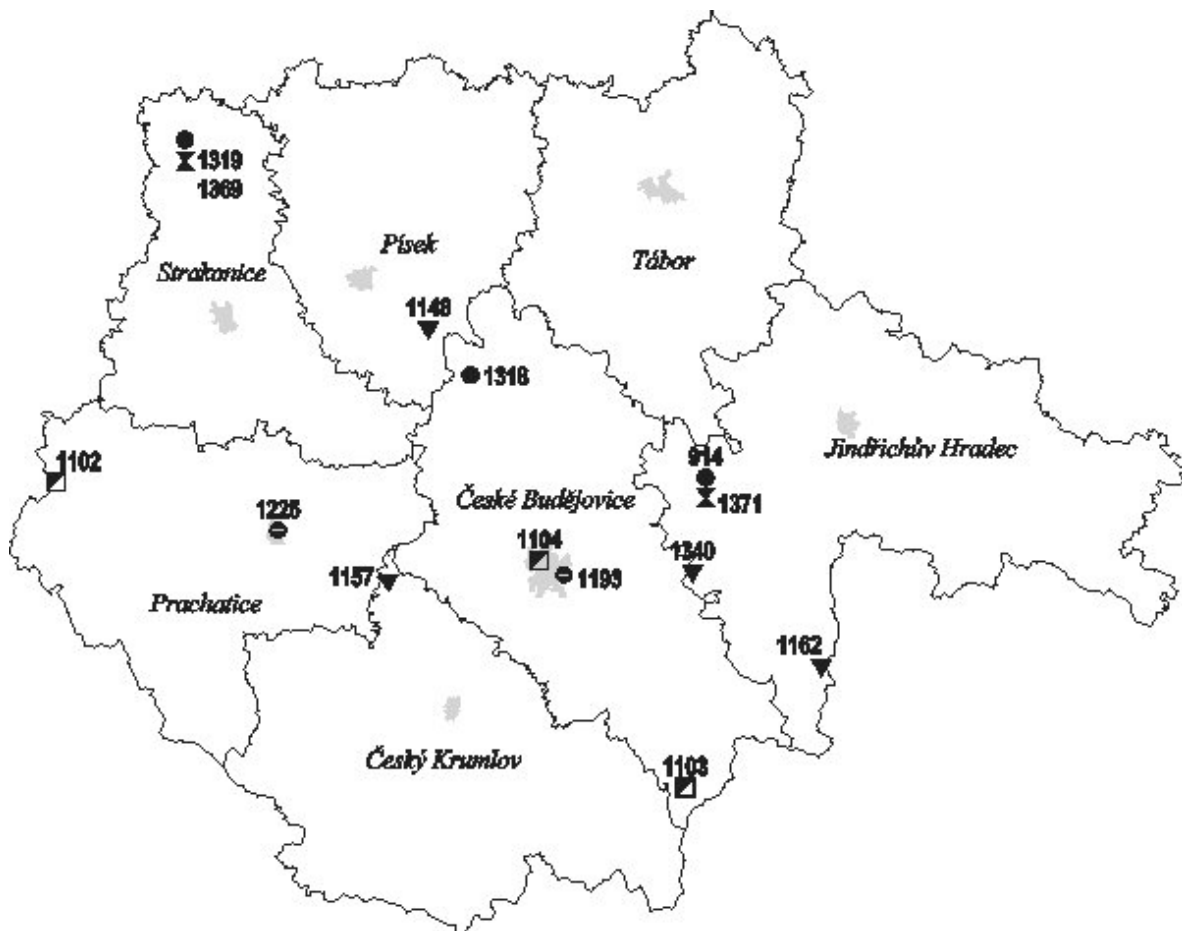 1319
1369
Písek
Tábor
Strakonice
1148
1318
Jindřichův Hradec
914
1102
České Budějovice
1371
1225
1104
1340
1193
1157
Prachatice
1162
Český Krumlov
1103